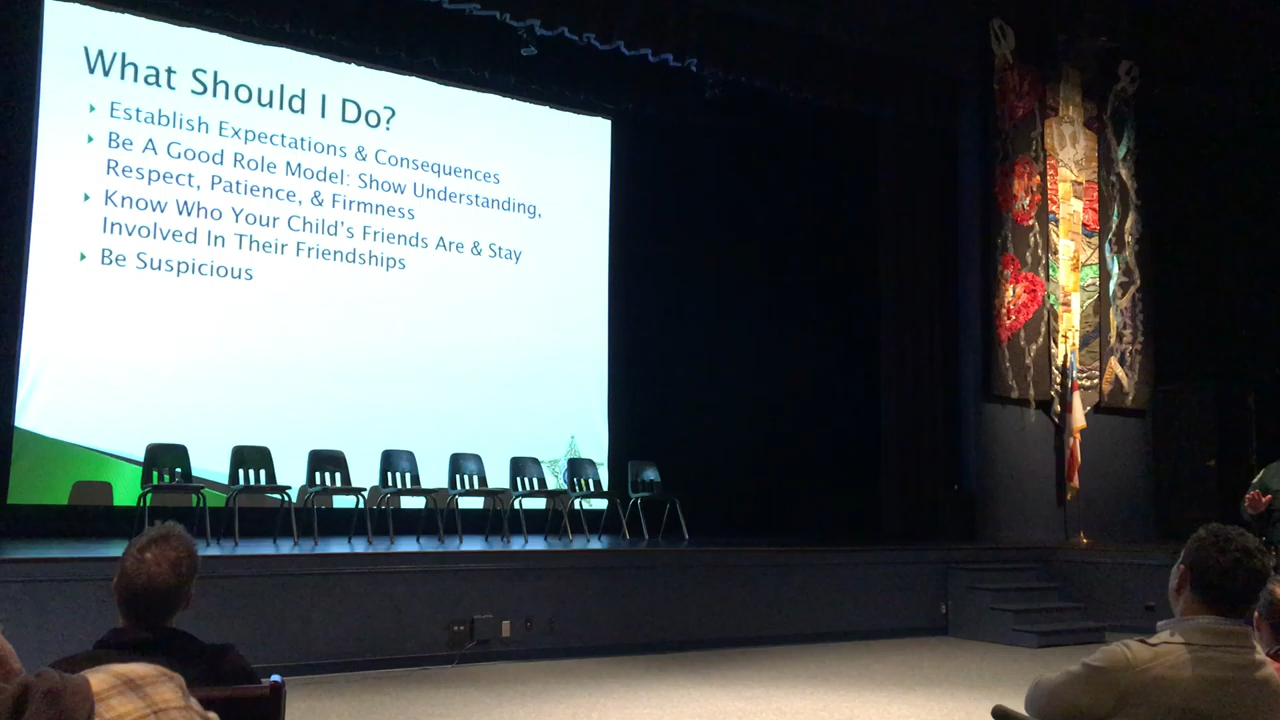 What Should I Do?
Establish Expectations & Consequences
Be A Good Role Model: Show Understanding,
Respect, Patience, & Firmness
Know Who Your Child's Friends Are & Stay
Involved In Their Friendships
Be Suspicious